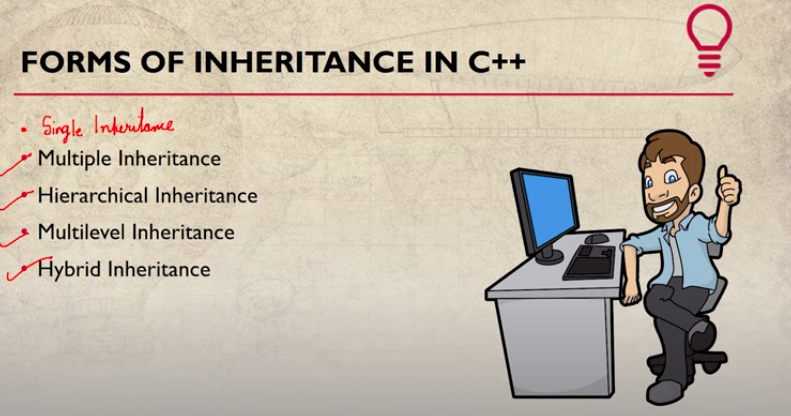 FORMS OF INHERITANCE IN C++
Single Inheritance
Multiple Inheritance
Hierarchical Inheritance
Multilevel Inheritance
Hybrid Inheritance